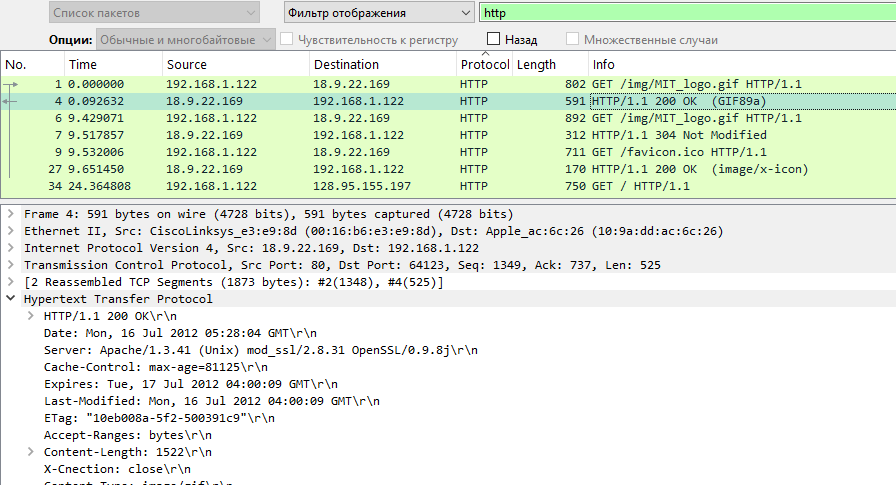 Список пакетов Фильтр отображения http
Опции: Обычные и многобайтовые Чувствительность к регистру Назад Множественные случаи
No. Time Source Destination Protocol Length Info
1 0.000000 192.168.1.122 18.9.22.169 HTTP 802 GET /img/MIT_logo.gif HTTP/1.1
4 0.092632 18.9.22.169 192.168.1.122 HTTP 591 HTTP/1.1 200 OK (GIF89a)
6 9.429071 192.168.1.122 18.9.22.169 HTTP 892 GET /img/MIT_logo.gif HTTP/1.1
7 9.517857 18.9.22.169 192.168.1.122 HTTP 312 HTTP/1.1 304 Not Modified
9 9.532006 192.168.1.122 18.9.22.169 HTTP 711 GET /favicon.ico HTTP/1.1
27 9.651450 18.9.22.169 192.168.1.122 HTTP 170 HTTP/1.1 200 OK (image/x-icon)
34 24.364808 192.168.1.122 128.95.155.197 HTTP 750 GET / HTTP/1.1
Frame 4: 591 bytes on wire (4728 bits), 591 bytes captured (4728 bits)
Ethernet II, Src: CiscoLinksys_e3:e9:8d (00:16:b6:e3:e9:8d), Dst: Apple_ac:6c:26 (10:9a:dd:ac:6c:26)
Internet Protocol Version 4, Src: 18.9.22.169, Dst: 192.168.1.122
Transmission Control Protocol, Src Port: 80, Dst Port: 64123, Seq: 1349, Ack: 737, Len: 525
[2 Reassembled TCP Segments (1873 bytes): #2(1348), #4(525)]
Hypertext Transfer Protocol
HTTP/1.1 200 OK\r\n
Date: Mon, 16 Jul 2012 05:28:04 GMT\r\n
Server: Apache/1.3.41 (Unix) mod_ssl/2.8.31 OpenSSL/0.9.8j\r\n
Cache-Control: max-age=81125\r\n
Expires: Tue, 17 Jul 2012 04:00:09 GMT\r\n
Last-Modified: Mon, 16 Jul 2012 04:00:09 GMT\r\n
ETag: "10eb008a-5f2-500391c9"\r\n
Accept-Ranges: bytes\r\n
Content-Length: 1522\r\n
X-Cnection: close\r\n
Content-Type: image/gif\r\n